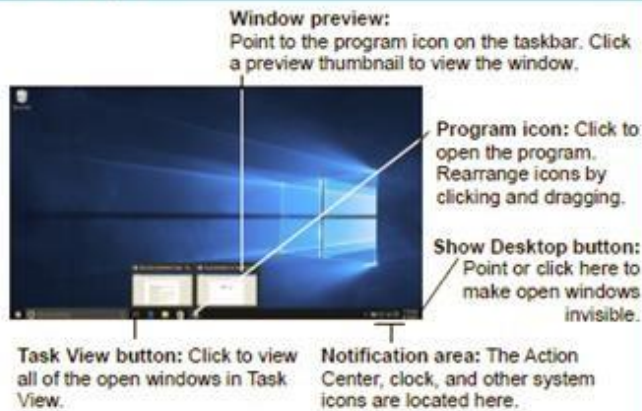 Window preview:
Point to the program icon on the taskbar. Click
a preview thumbnail to view the window.
Program icon: Click to
open the program.
Rearrange icons by
clicking and dragging.
Show Desktop button:
Point or click here to
make open windows
invisible.
Task View button: Click to view
all of the open windows in Task
View.
Notification area: The Action
Center, clock, and other system
icons are located here.